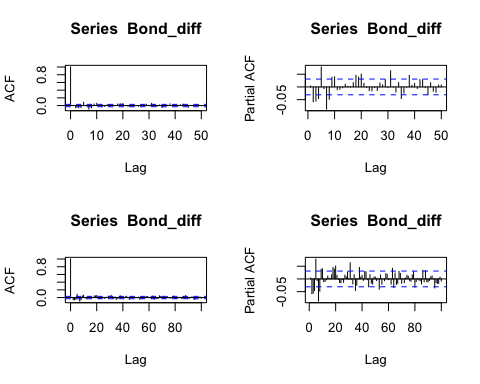 Series Bond_diff
ACF
0.0 0.8
0 10 20 30 40 50
Lag
Series Bond_diff
Partial ACF
-0.05
0 10 20 30 40 50
Lag
Series Bond_diff
ACF
0.0 0.8
0 20 40 60 80
Lag
Series Bond_diff
Partial ACF
-0.05
0 20 40 60 80
Lag